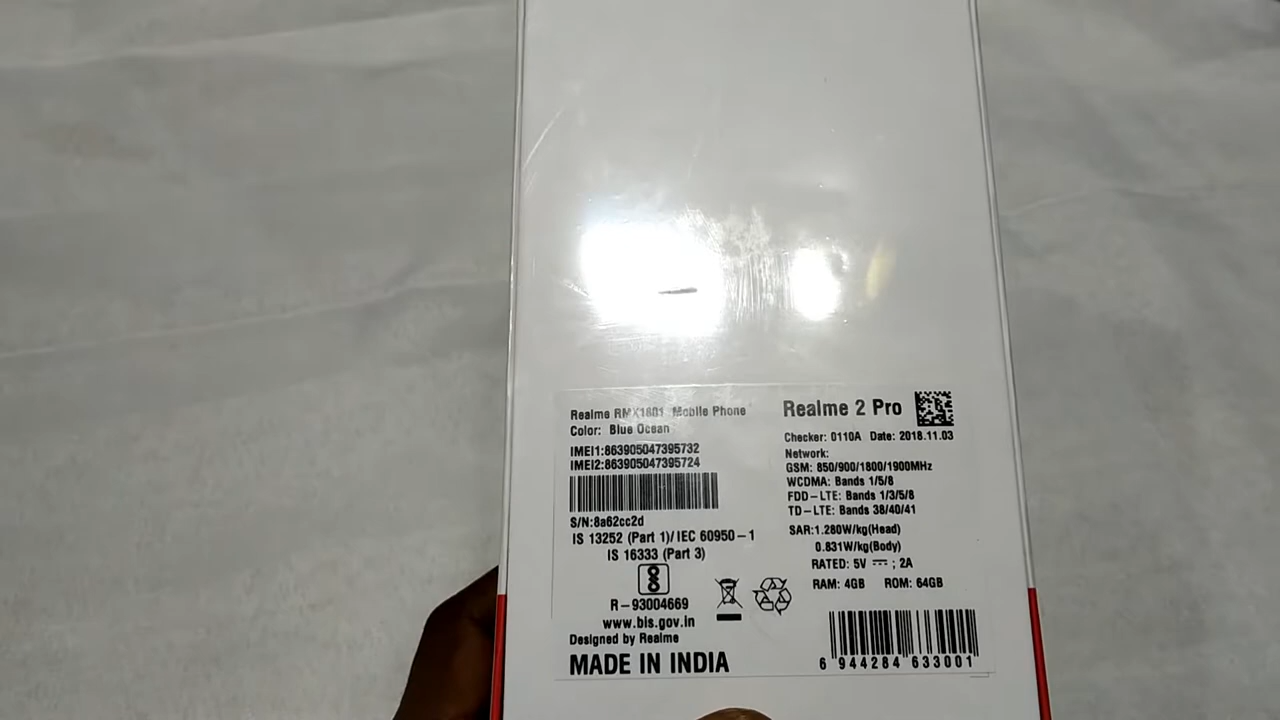 Realme RMX1801 Mobile Phone
Color: Blue Ocean
IMEI1:863905047395732
IMEI2:863905047395724
S/N:8a62cc2d
IS 13252 (Part 1)/ IEC 60950-1
IS 16333 (Part 3)
R-93004669
www.bis.gov.in
Designed by Realme
MADE IN INDIA
Realme 2 Pro
Checker: 0110A Date: 2018.11.03
Network:
GSM: 850/900/1800/1900MHz
WCDMA: Bands 1/5/8
FDD-LTE: Bands 1/3/5/8
TD-LTE: Bands 38/40/41
SAR:1.280W/kg(Head)
0.831W/kg(Body)
RATED: 5V ⎓ ; 2A
RAM: 4GB ROM: 64GB
6 944284 633001